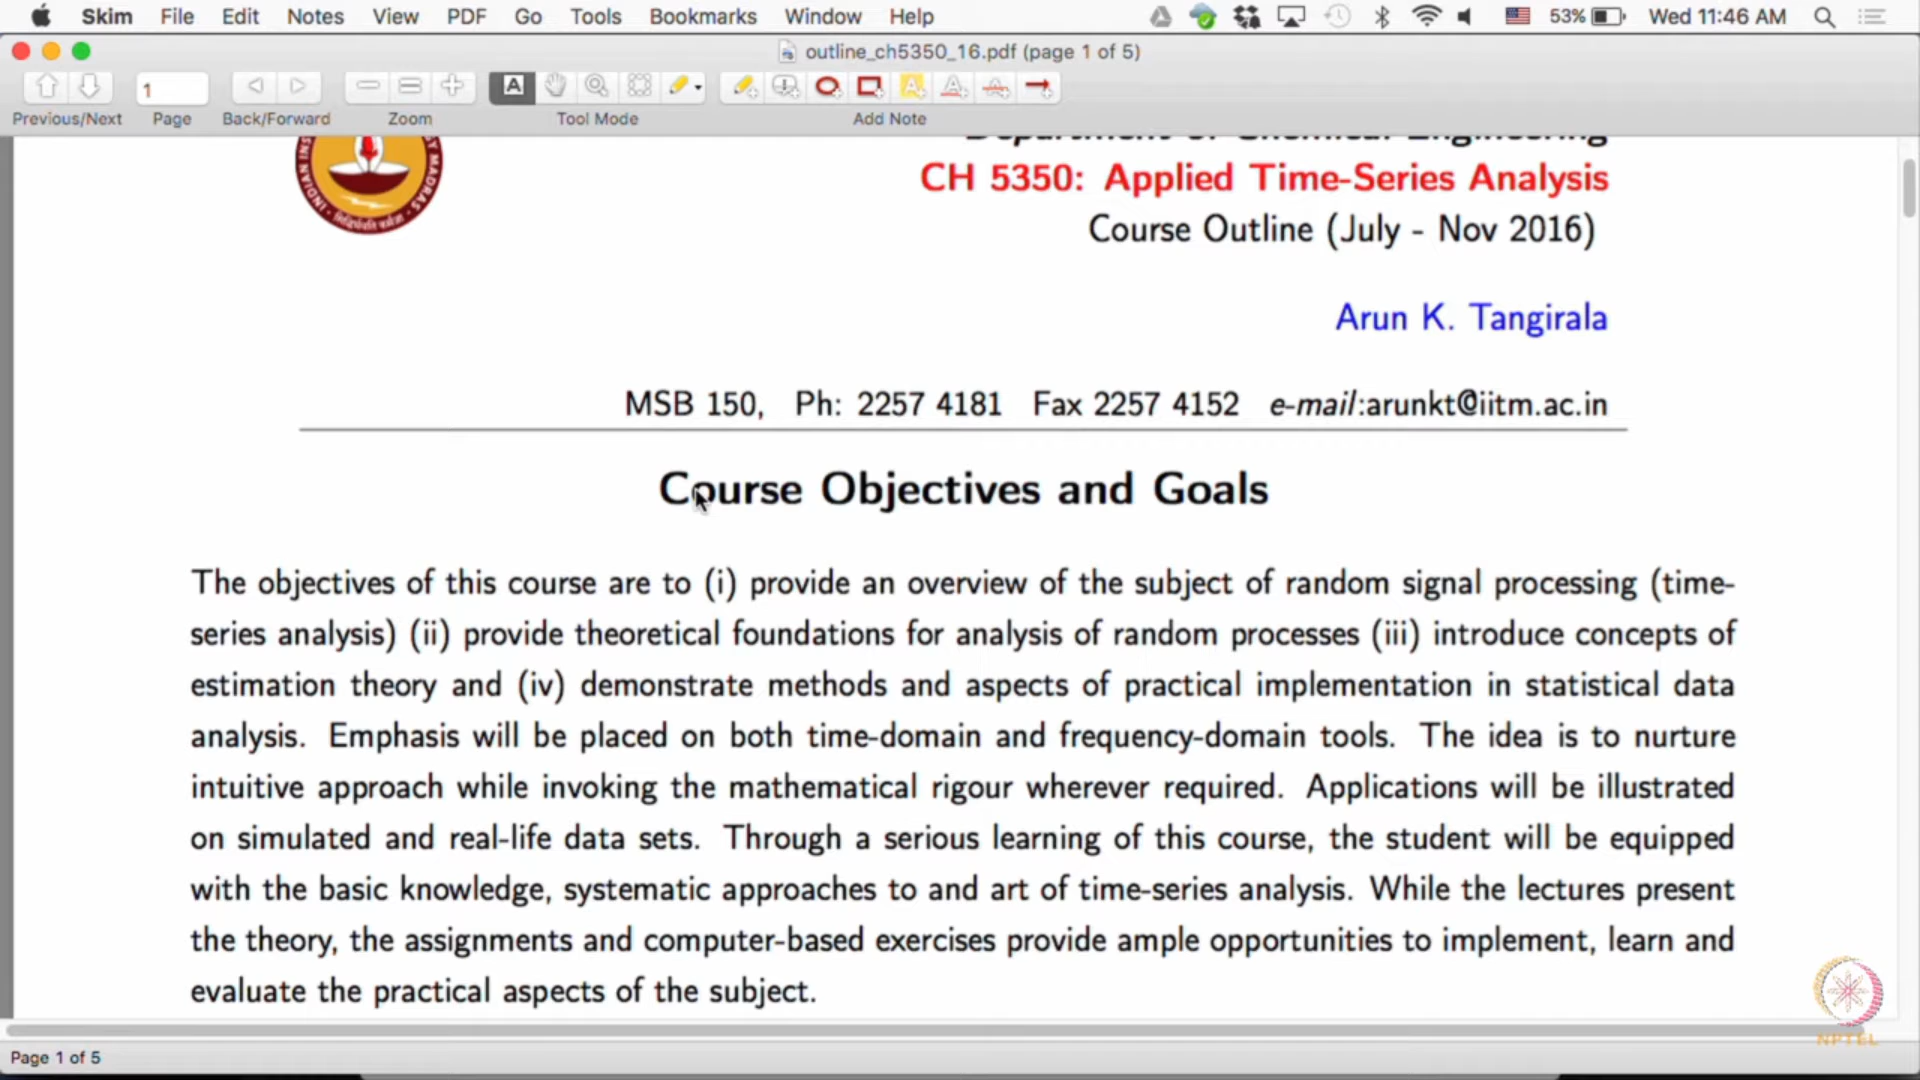 Skim File Edit Notes View PDF Go Tools Bookmarks Window Help 53% Wed 11:46 AM
outline_ch5350_16.pdf (page 1 of 5)
1
Previous/Next Page Back/Forward Zoom Tool Mode Add Note
Department of Chemical Engineering
CH 5350: Applied Time-Series Analysis
Course Outline (July - Nov 2016)
Arun K. Tangirala
MSB 150, Ph: 2257 4181 Fax 2257 4152 e-mail:arunkt@iitm.ac.in
Course Objectives and Goals
The objectives of this course are to (i) provide an overview of the subject of random signal processing (time-
series analysis) (ii) provide theoretical foundations for analysis of random processes (iii) introduce concepts of
estimation theory and (iv) demonstrate methods and aspects of practical implementation in statistical data
analysis. Emphasis will be placed on both time-domain and frequency-domain tools. The idea is to nurture
intuitive approach while invoking the mathematical rigour wherever required. Applications will be illustrated
on simulated and real-life data sets. Through a serious learning of this course, the student will be equipped
with the basic knowledge, systematic approaches to and art of time-series analysis. While the lectures present
the theory, the assignments and computer-based exercises provide ample opportunities to implement, learn and
evaluate the practical aspects of the subject.
NPTEL
Page 1 of 5